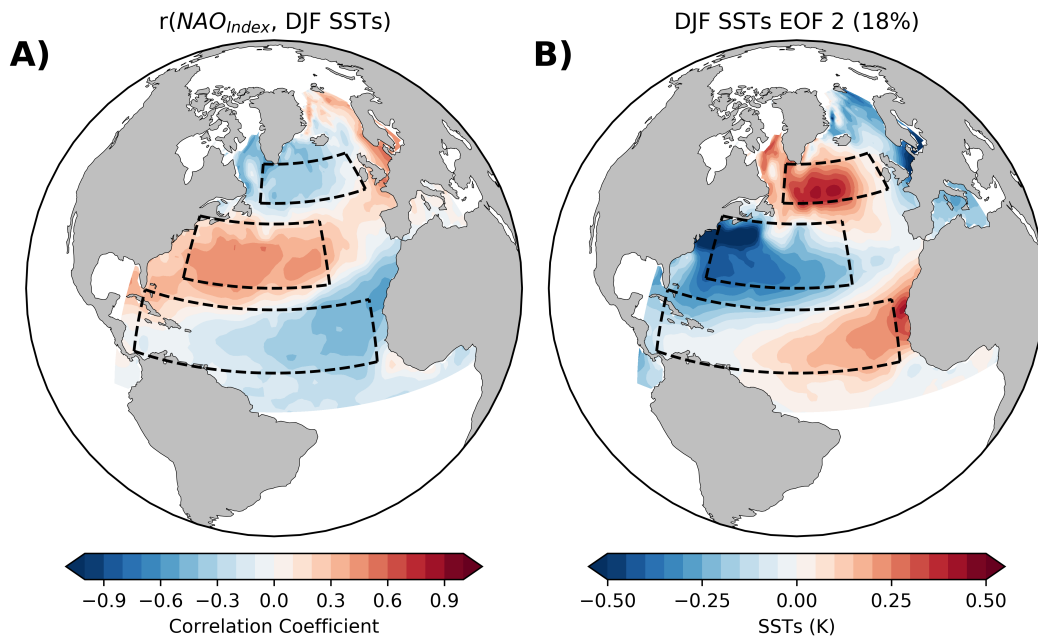 r(NAO_Index, DJF SSTs)
A)
−0.9 −0.6 −0.3 0.0 0.3 0.6 0.9
Correlation Coefficient
DJF SSTs EOF 2 (18%)
B)
−0.50 −0.25 0.00 0.25 0.50
SSTs (K)